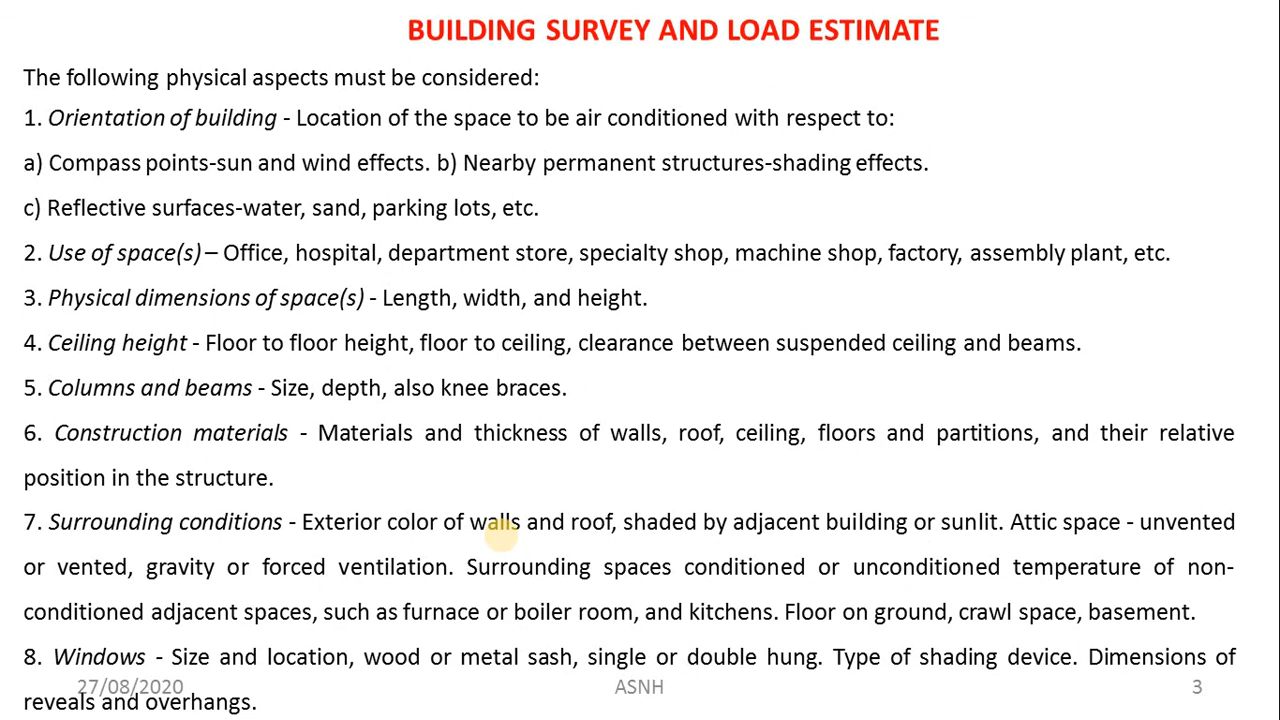 BUILDING SURVEY AND LOAD ESTIMATE
The following physical aspects must be considered:
1. Orientation of building - Location of the space to be air conditioned with respect to:
a) Compass points-sun and wind effects. b) Nearby permanent structures-shading effects.
c) Reflective surfaces-water, sand, parking lots, etc.
2. Use of space(s) – Office, hospital, department store, specialty shop, machine shop, factory, assembly plant, etc.
3. Physical dimensions of space(s) - Length, width, and height.
4. Ceiling height - Floor to floor height, floor to ceiling, clearance between suspended ceiling and beams.
5. Columns and beams - Size, depth, also knee braces.
6. Construction materials - Materials and thickness of walls, roof, ceiling, floors and partitions, and their relative
position in the structure.
7. Surrounding conditions - Exterior color of walls and roof, shaded by adjacent building or sunlit. Attic space - unvented
or vented, gravity or forced ventilation. Surrounding spaces conditioned or unconditioned temperature of non-
conditioned adjacent spaces, such as furnace or boiler room, and kitchens. Floor on ground, crawl space, basement.
8. Windows - Size and location, wood or metal sash, single or double hung. Type of shading device. Dimensions of
reveals and overhangs.
27/08/2020 ASNH 3